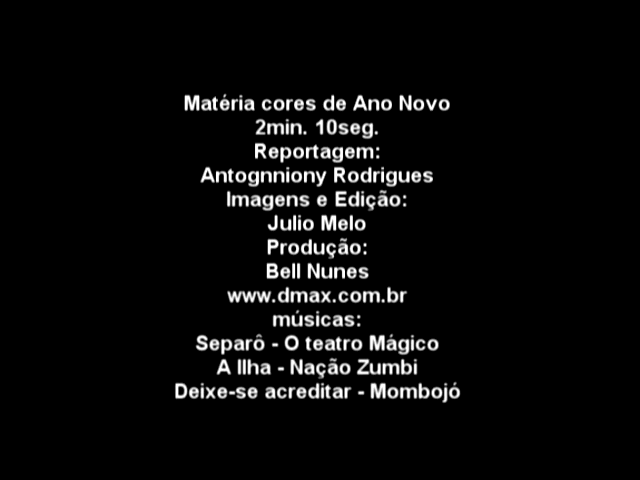 Matéria cores de Ano Novo
2min. 10seg.
Reportagem:
Antognniony Rodrigues
Imagens e Edição:
Julio Melo
Produção:
Bell Nunes
www.dmax.com.br
músicas:
Separô - O teatro Mágico
A Ilha - Nação Zumbi
Deixe-se acreditar - Mombojó